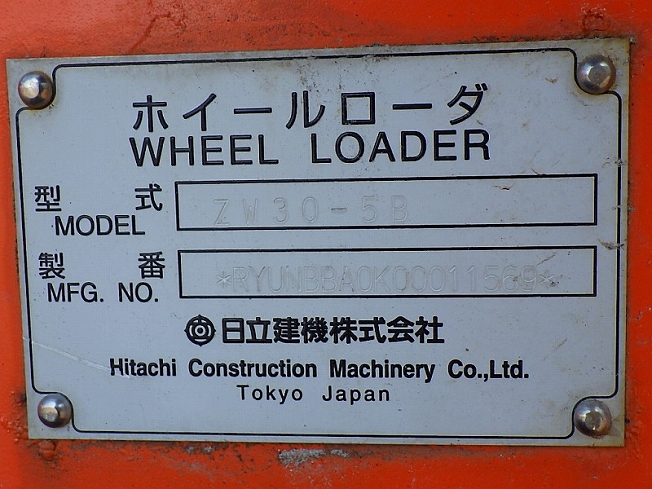 ホイールローダ
WHEEL LOADER
型 式 ZW30-5B
MODEL
製 番 *RYUNBBA0K00011569*
MFG. NO.
日立建機株式会社
Hitachi Construction Machinery Co.,Ltd.
Tokyo Japan